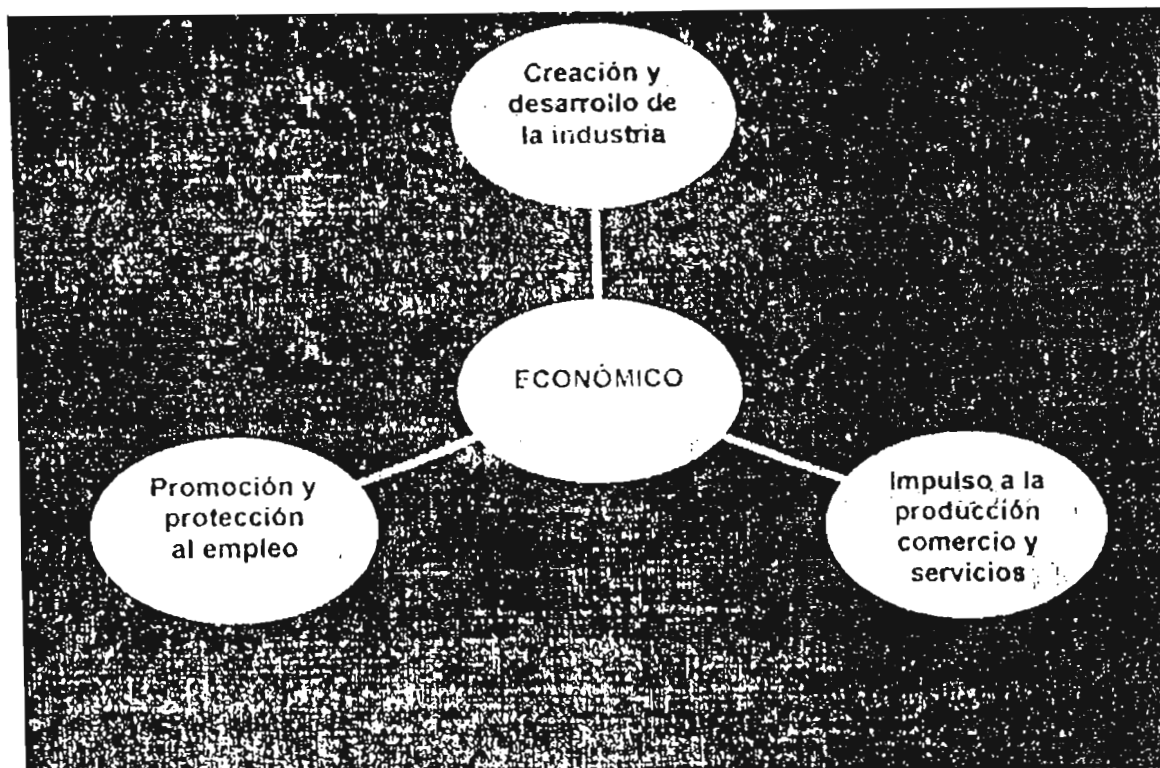 Creación y
desarrollo de
la industria
ECONÓMICO
Promoción y
protección
al empleo
Impulso a la
producción
comercio y
servicios